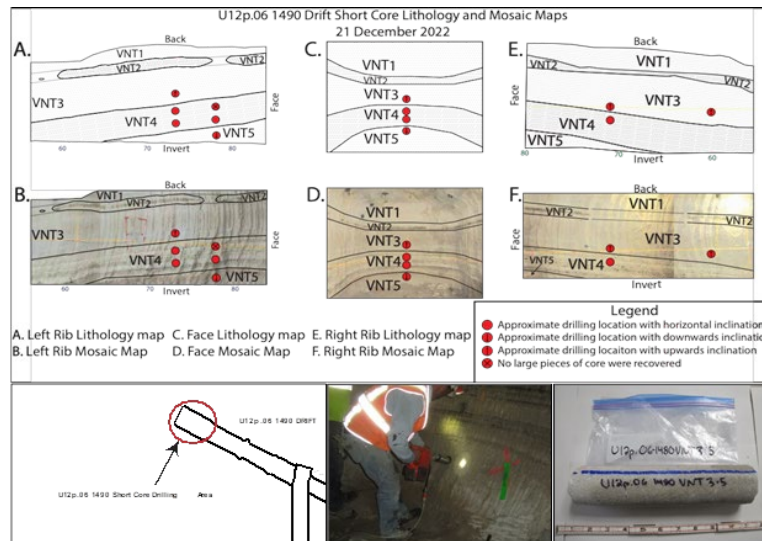 U12p.06 1490 Drift Short Core Lithology and Mosaic Maps
21 December 2022
A.
Back
VNT1
VNT2
VNT2
VNT3
VNT4
VNT5
Face
60
70
80
Invert
C.
VNT1
VNT2
VNT3
VNT4
VNT5
E.
Back
VNT1
VNT2
VNT2
VNT3
VNT4
VNT5
Face
80
70
60
Invert
B.
Back
VNT1
VNT2
VNT2
VNT3
VNT4
VNT5
Face
60
80
Invert
D.
VNT1
VNT2
VNT3
VNT4
VNT5
F.
Back
VNT1
VNT2
VNT2
VNT3
VNT4
VNT5
Face
Invert
A. Left Rib Lithology map
C. Face Lithology map
E. Right Rib Lithology map
B. Left Rib Mosaic Map
D. Face Mosaic Map
F. Right Rib Mosaic Map
Legend
Approximate drilling location with horizontal inclination
Approximate drilling location with downwards inclinatio
Approximate drilling locaiton with upwards inclination
No large pieces of core were recovered
U12p.06 1490 DRIFT
U12p.06 1490 Short Core Drilling Area
U12p.06-1490 VNT 3-5
U12p.06 1490 VNT 3-5